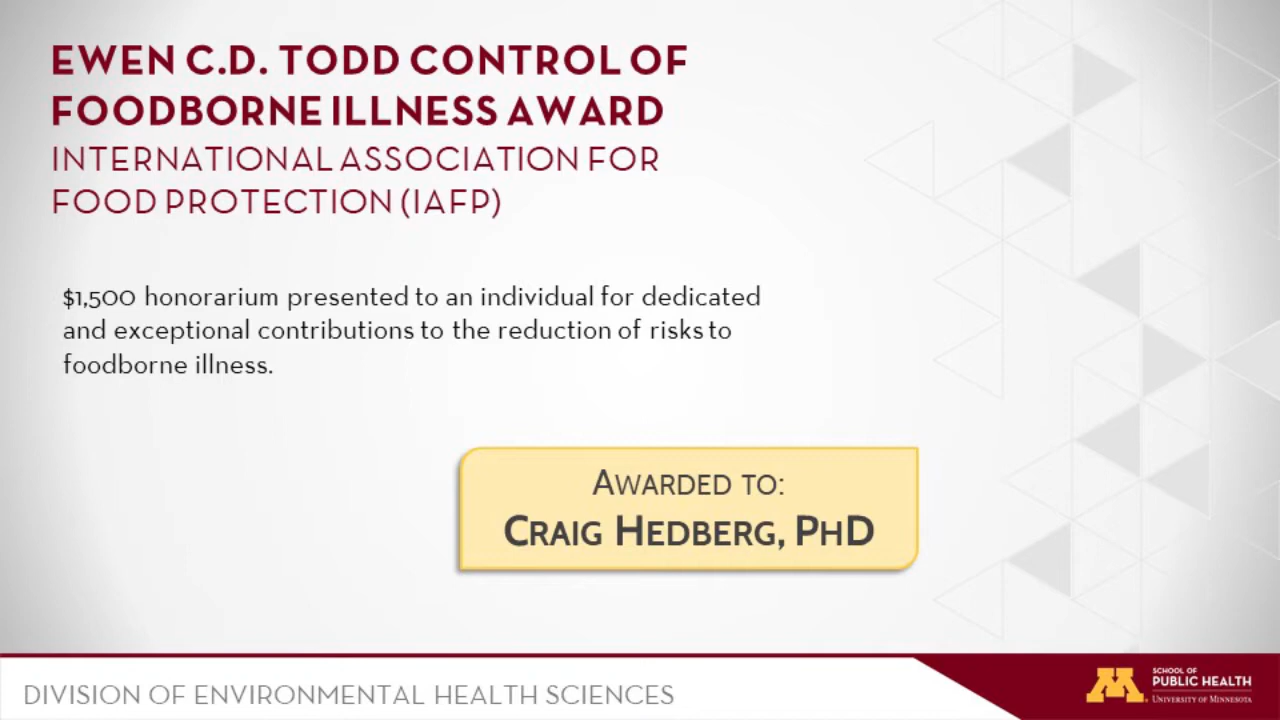 EWEN C.D. TODD CONTROL OF
FOODBORNE ILLNESS AWARD
INTERNATIONAL ASSOCIATION FOR
FOOD PROTECTION (IAFP)
$1,500 honorarium presented to an individual for dedicated
and exceptional contributions to the reduction of risks to
foodborne illness.
AWARDED TO:
CRAIG HEDBERG, PHD
DIVISION OF ENVIRONMENTAL HEALTH SCIENCES
M
SCHOOL OF
PUBLIC HEALTH
UNIVERSITY OF MINNESOTA